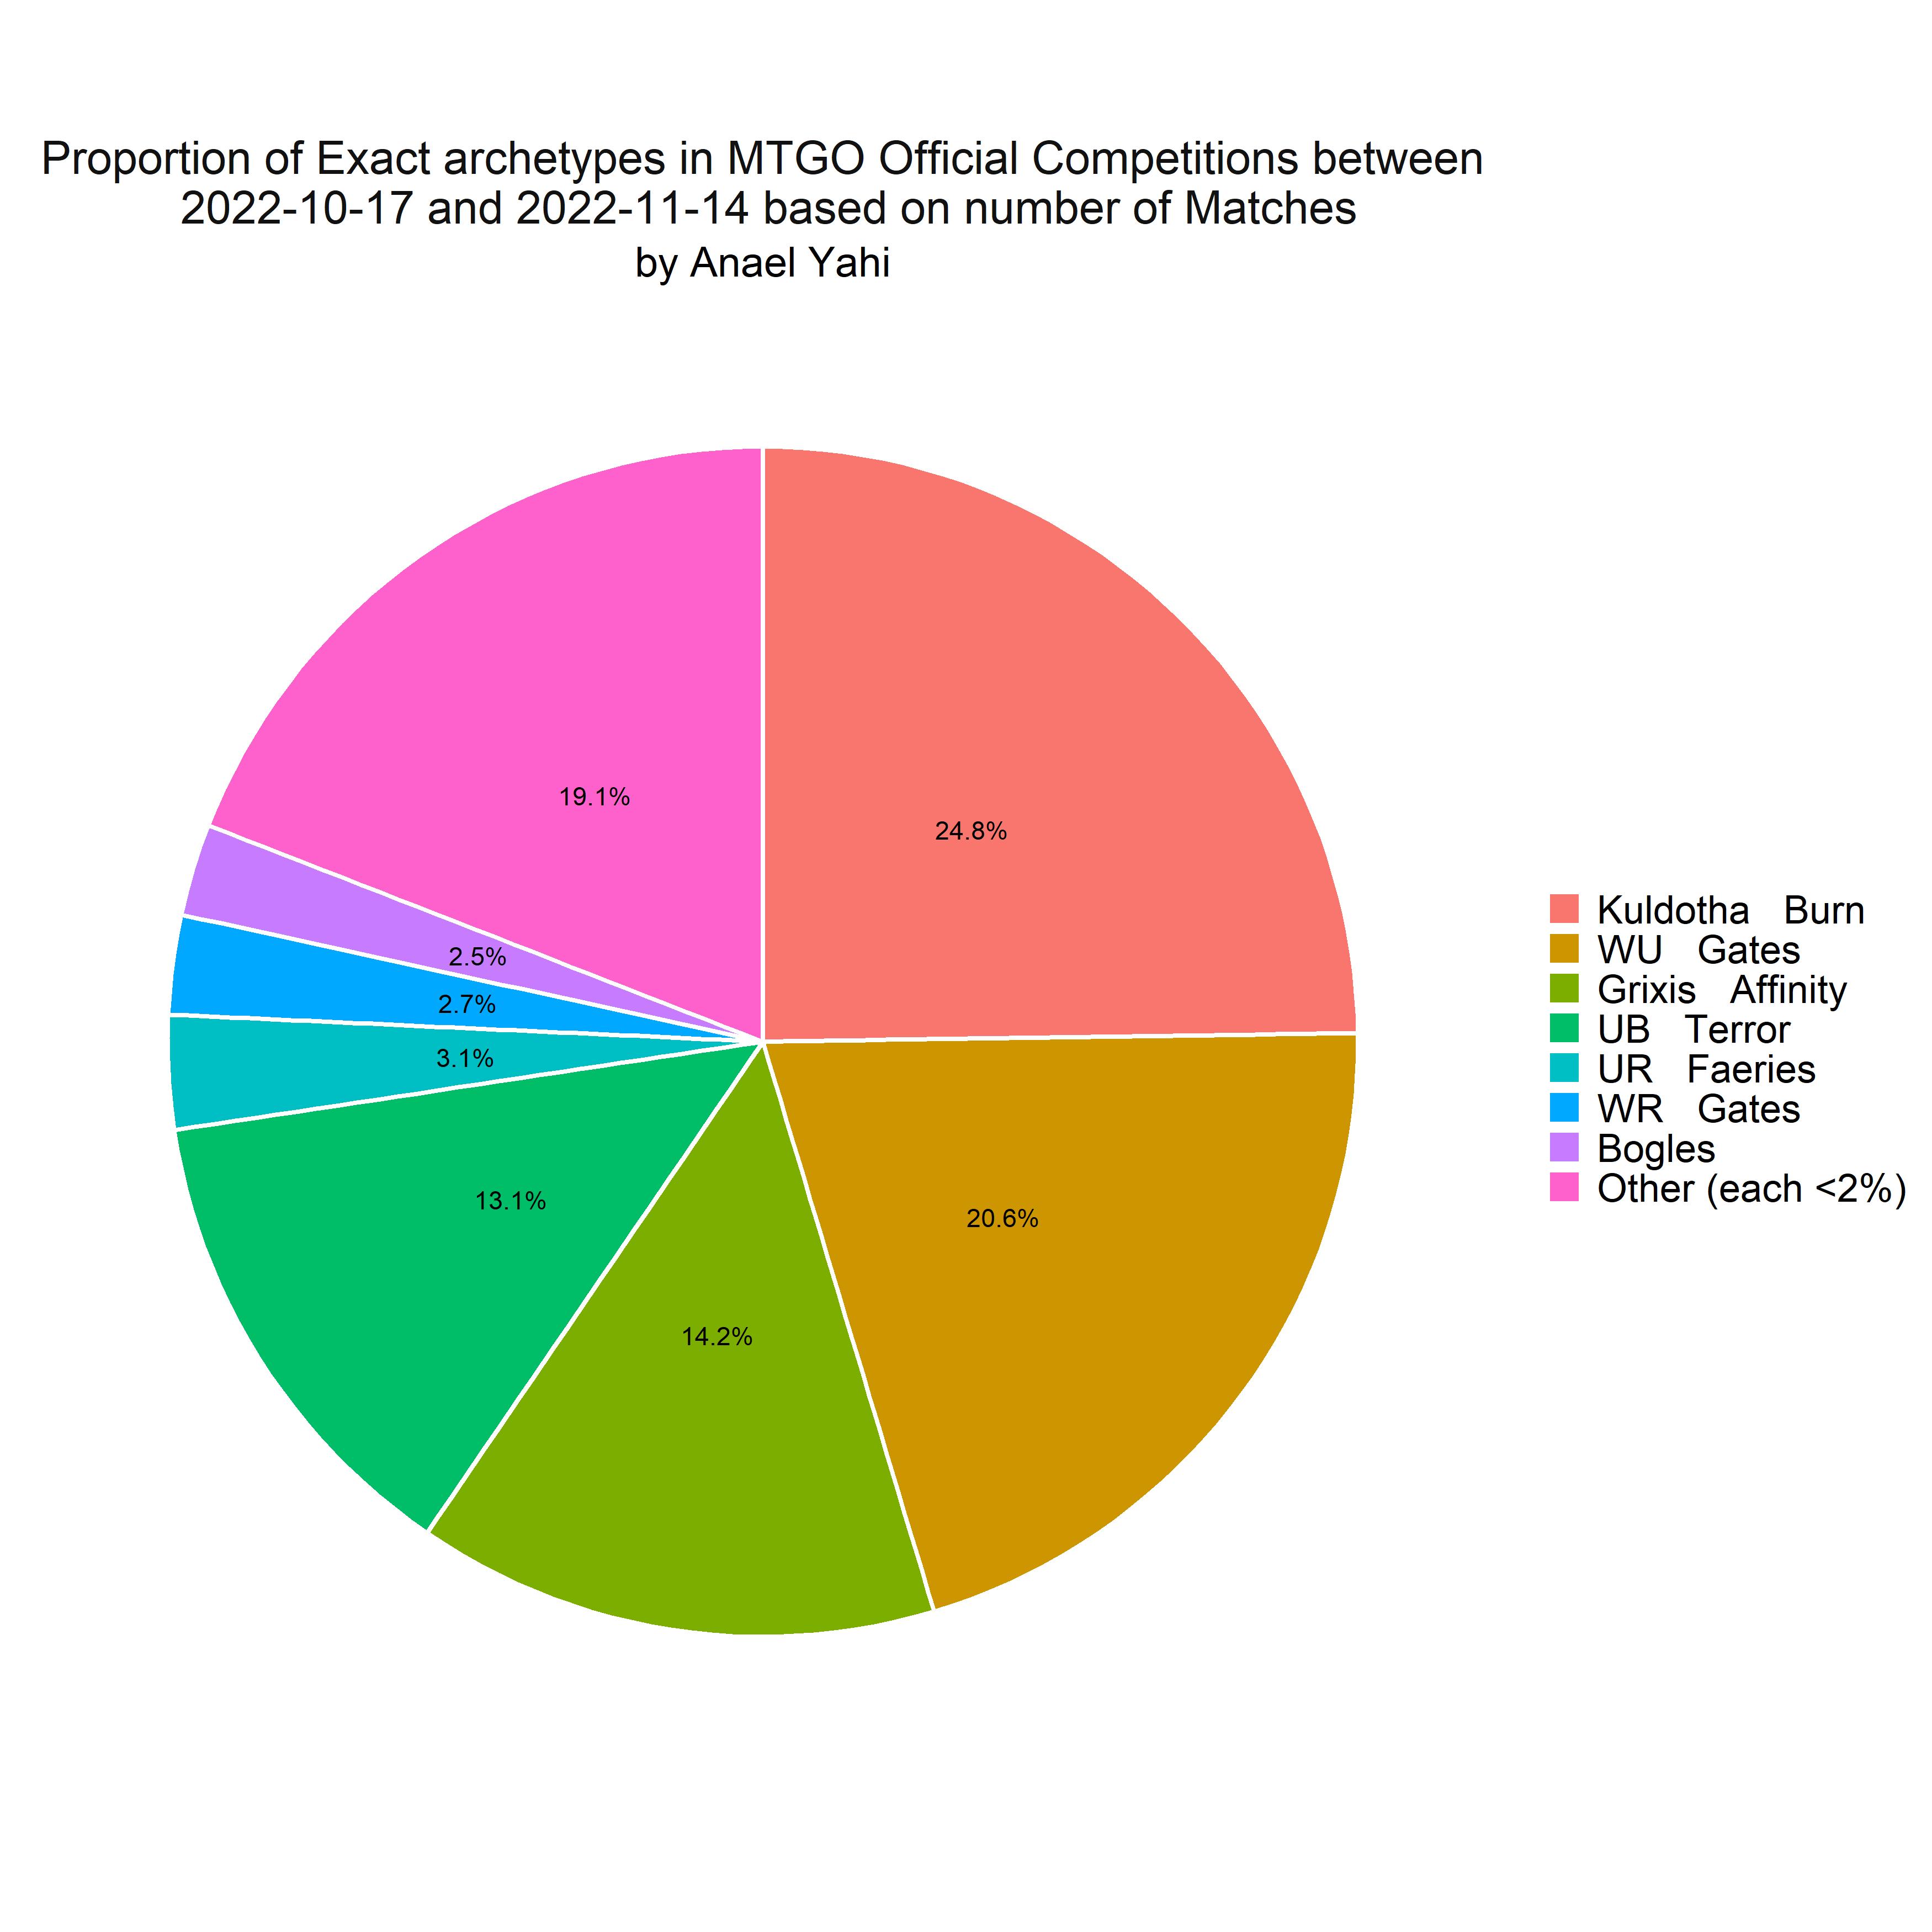 Proportion of Exact archetypes in MTGO Official Competitions between
2022-10-17 and 2022-11-14 based on number of Matches
by Anael Yahi
19.1%
24.8%
2.5%
2.7%
3.1%
13.1%
20.6%
14.2%
Kuldotha Burn
WU Gates
Grixis Affinity
UB Terror
UR Faeries
WR Gates
Bogles
Other (each <2%)